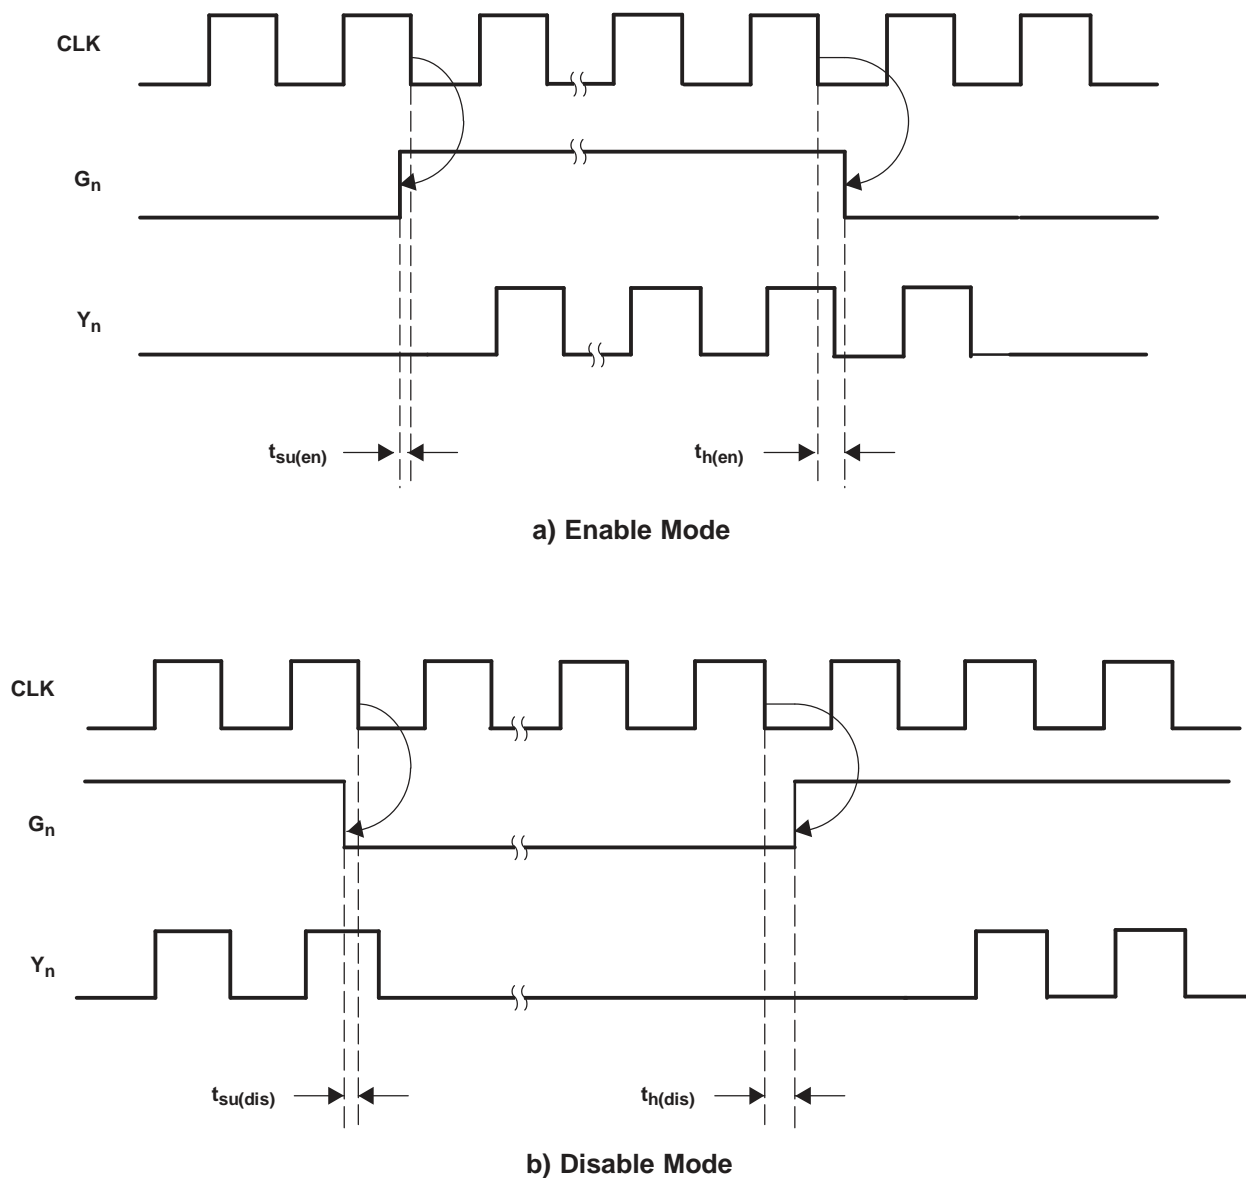 CLK
Gn
Yn
tsu(en)
th(en)
a) Enable Mode
CLK
Gn
Yn
tsu(dis)
th(dis)
b) Disable Mode